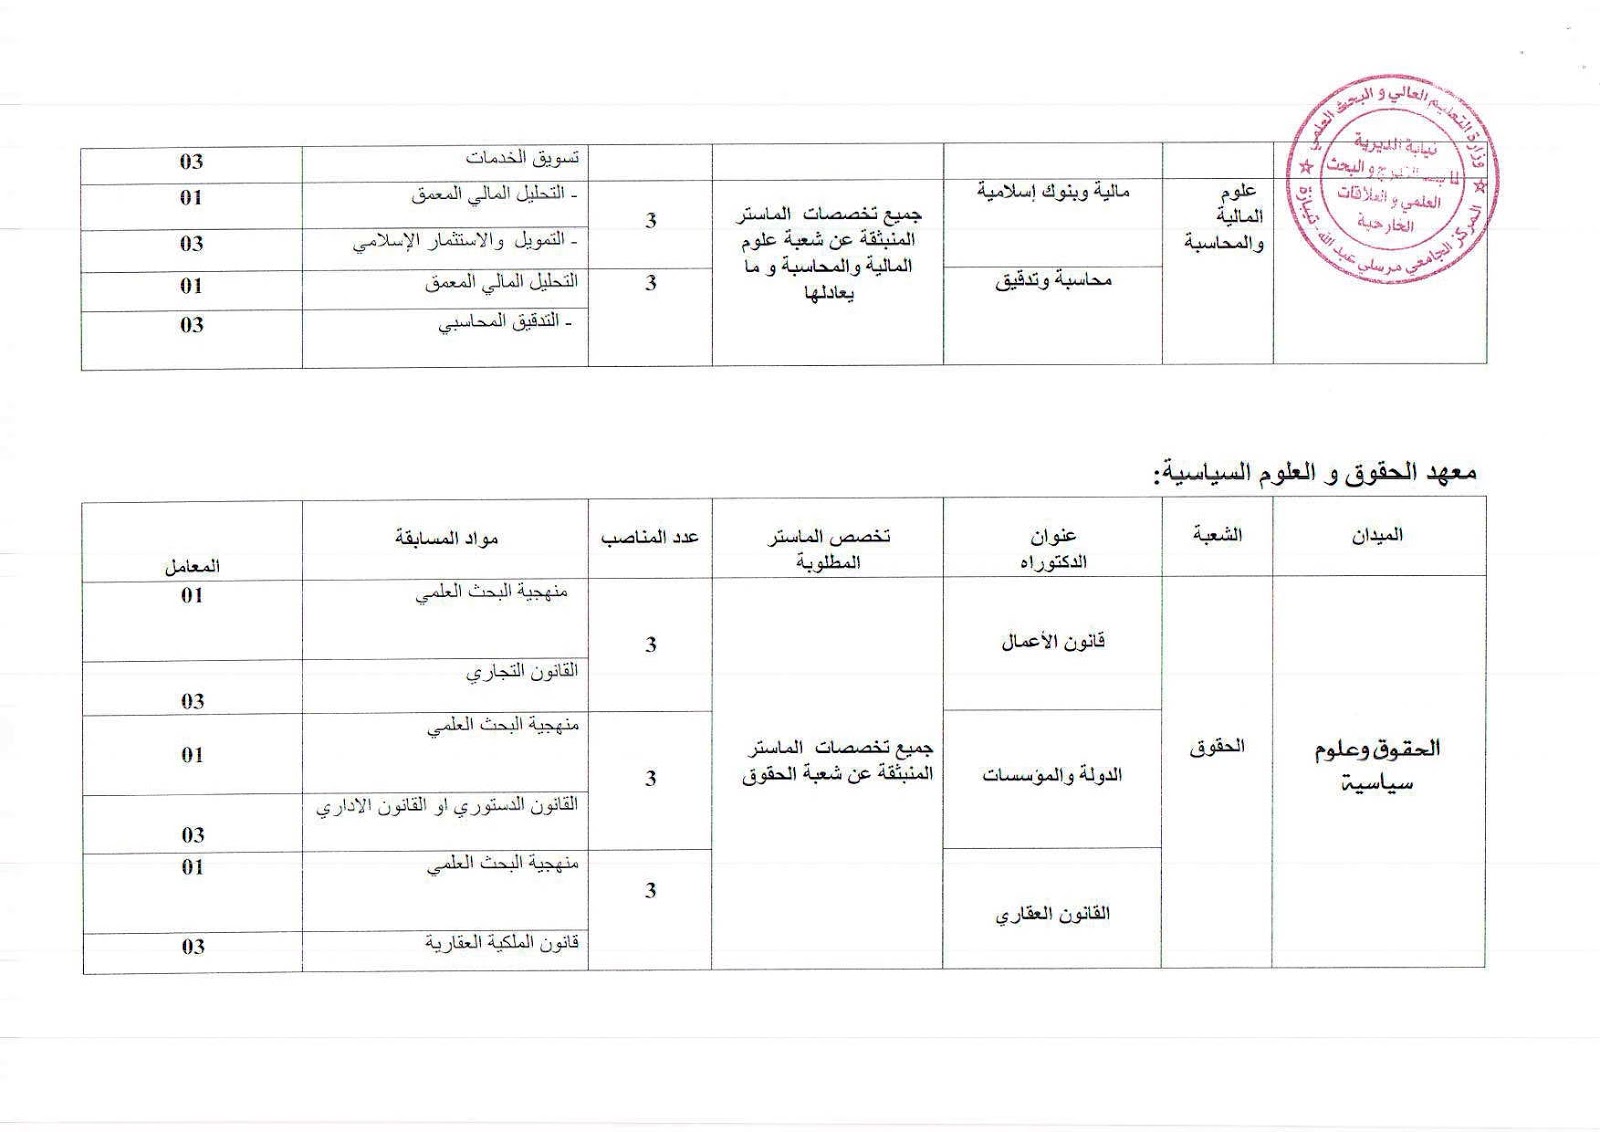 وزارة التعليم العالي و البحث العلمي
المركز الجامعي مرسلي عبد الله - تيبازة
نيابة المديرية
التدرج و البحث
العلمي و العلاقات
الخارجية
تسويق الخدمات
03
علوم
المالية
والمحاسبة
مالية وبنوك إسلامية
جميع تخصصات الماستر
المنبثقة عن شعبة علوم
المالية والمحاسبة و ما
يعادلها
3
- التحليل المالي المعمق
01
- التمويل والاستثمار الإسلامي
03
محاسبة وتدقيق
3
التحليل المالي المعمق
01
- التدقيق المحاسبي
03
معهد الحقوق و العلوم السياسية:
الميدان
الشعبة
عنوان
الدكتوراه
تخصص الماستر
المطلوبة
عدد المناصب
مواد المسابقة
المعامل
الحقوق وعلوم
سياسية
الحقوق
قانون الأعمال
جميع تخصصات الماستر
المنبثقة عن شعبة الحقوق
3
منهجية البحث العلمي
01
القانون التجاري
03
الدولة والمؤسسات
3
منهجية البحث العلمي
01
القانون الدستوري او القانون الاداري
03
القانون العقاري
3
منهجية البحث العلمي
01
قانون الملكية العقارية
03